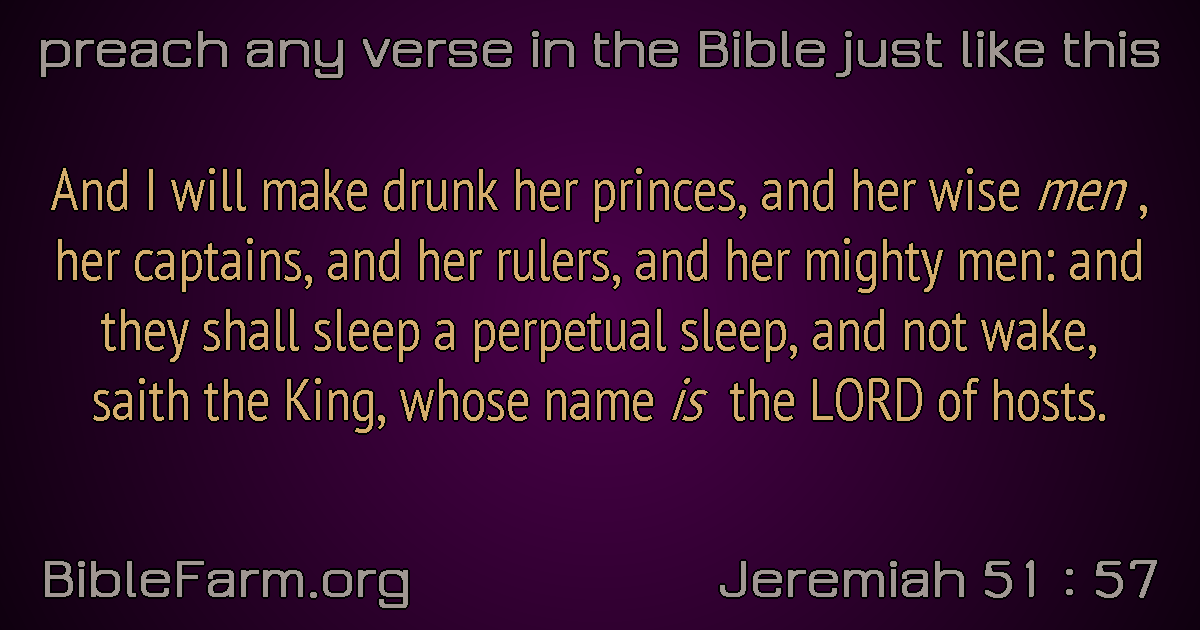 preach any verse in the Bible just like this
And I will make drunk her princes, and her wise men ,
her captains, and her rulers, and her mighty men: and
they shall sleep a perpetual sleep, and not wake,
saith the King, whose name is the LORD of hosts.
BibleFarm.org
Jeremiah 51 : 57